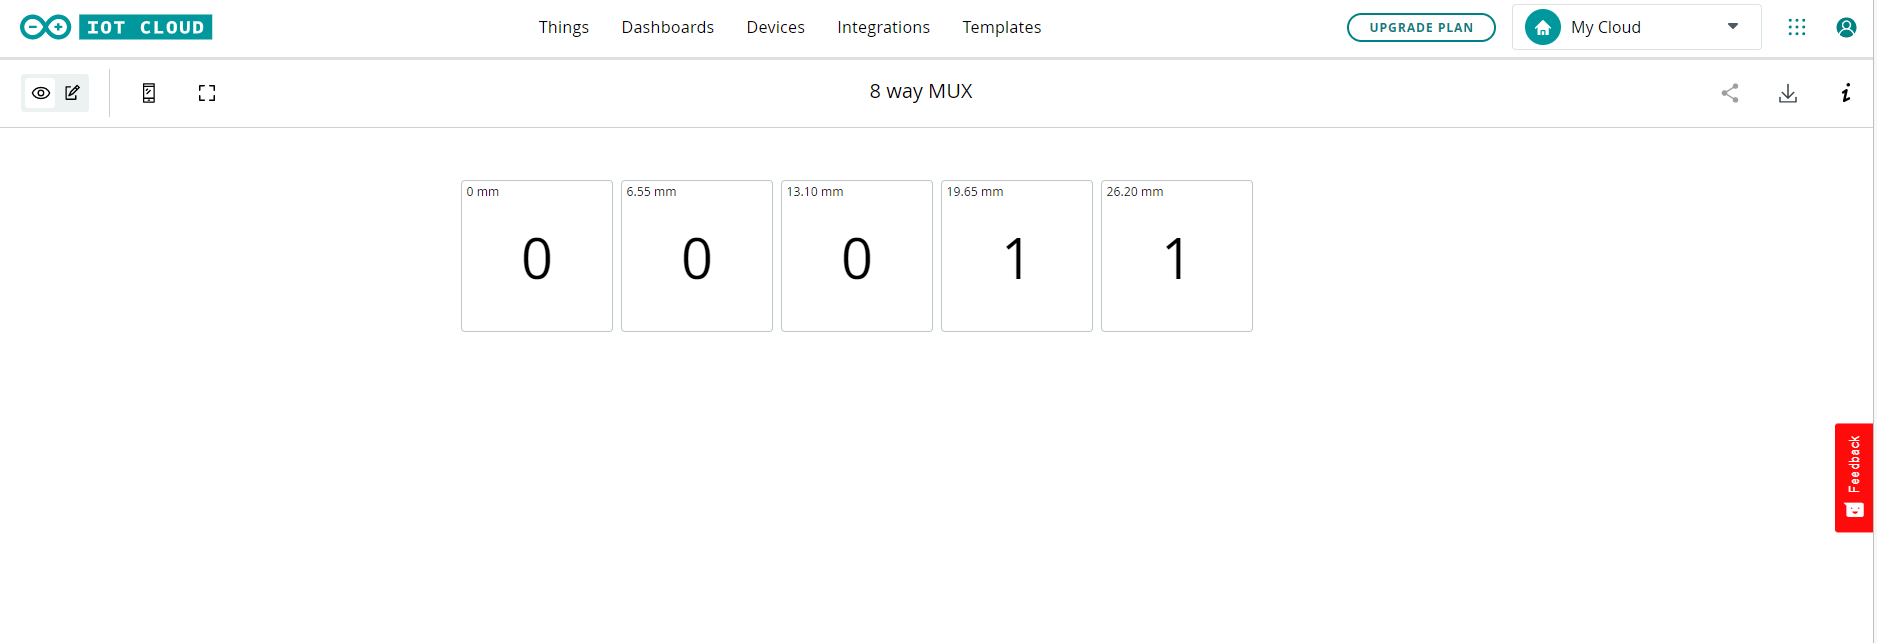 IOT CLOUD
Things Dashboards Devices Integrations Templates
UPGRADE PLAN
My Cloud
8 way MUX
0 mm
0
6.55 mm
0
13.10 mm
0
19.65 mm
1
26.20 mm
1
Feedback